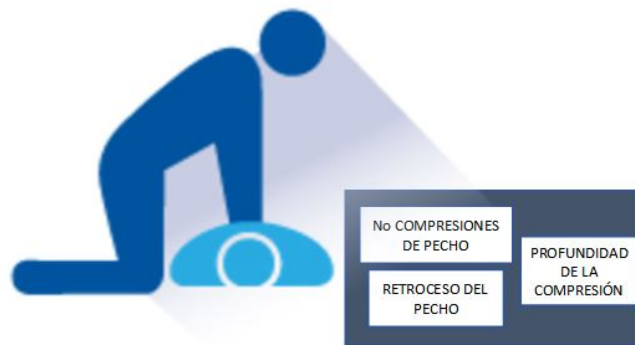 No COMPRESIONES
DE PECHO
RETROCESO DEL
PECHO
PROFUNDIDAD
DE LA
COMPRESIÓN